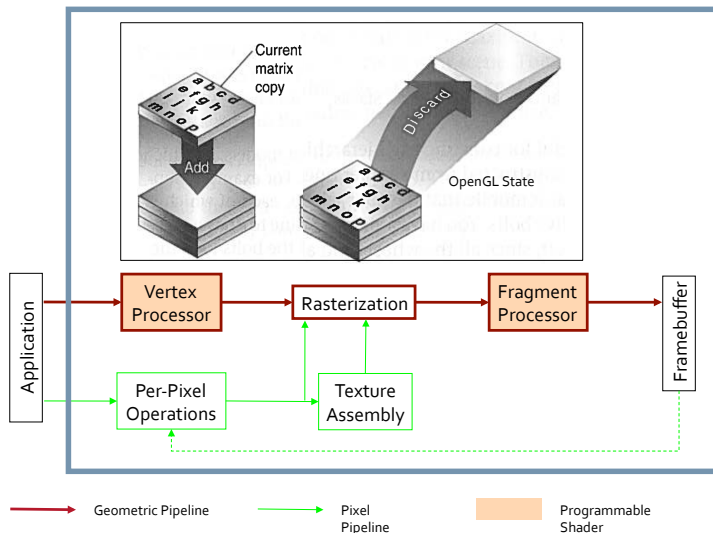 Current
matrix
copy
a b c d
e f g h
i j k l
m n o p
Add
Discard
a b c d
e f g h
i j k l
m n o p
OpenGL State
Application
Vertex
Processor
Rasterization
Fragment
Processor
Framebuffer
Per-Pixel
Operations
Texture
Assembly
Geometric Pipeline
Pixel
Pipeline
Programmable
Shader